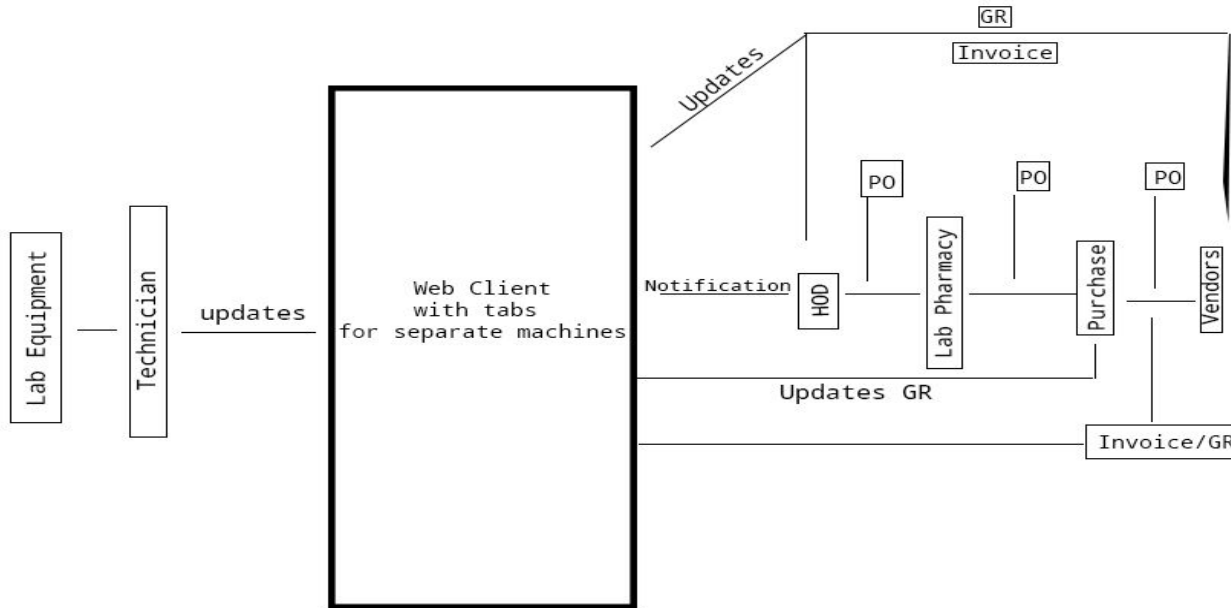 GR
Invoice
Updates
PO
PO
PO
Lab Equipment
Technician
updates
Web Client
with tabs
for separate machines
Notification
HOD
Lab Pharmacy
Purchase
Vendors
Updates GR
Invoice/GR